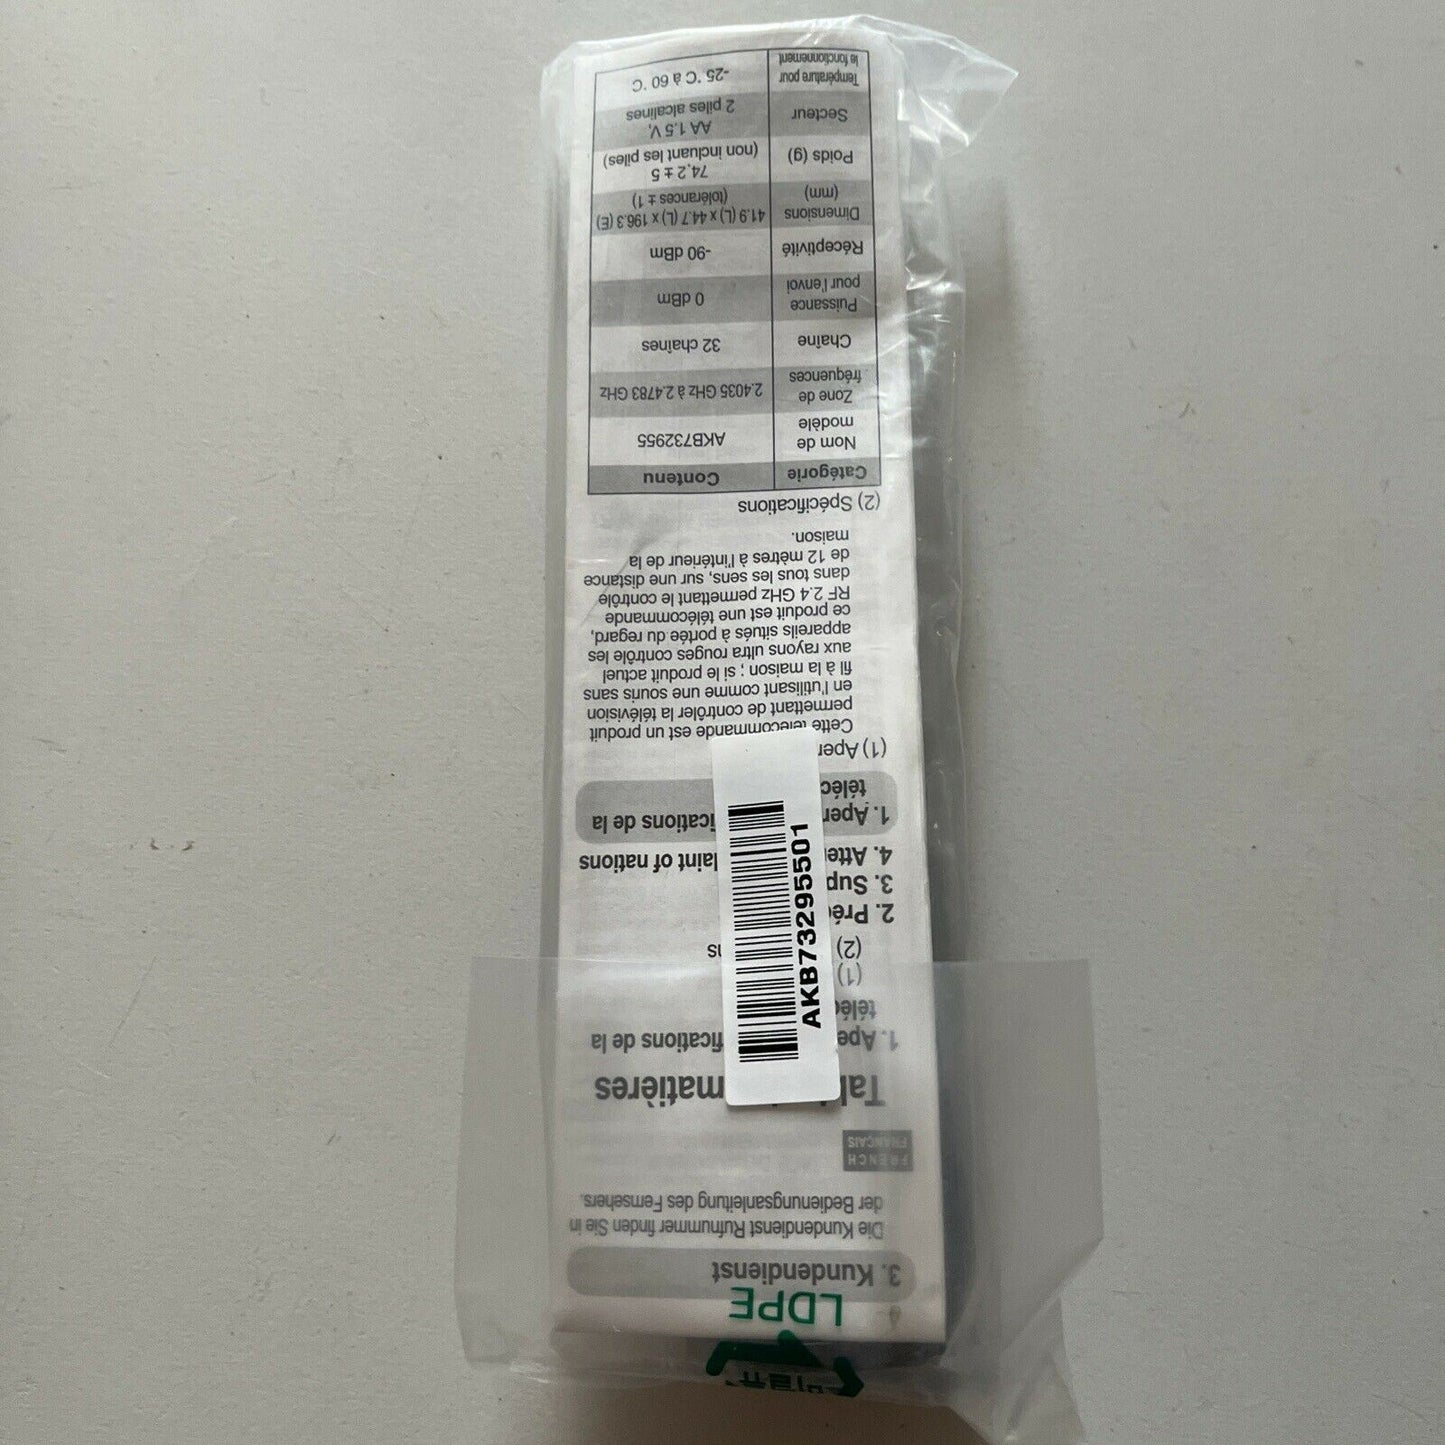 비닐류
LDPE
3. Kundendienst
Die Kundendienst Rufnummer finden Sie in
der Bedienungsanleitung des Fernsehers.
FRENCH
FRANÇAIS
matières
1. fications de la
(1)
(2)
2.
3.
4. of nations
1. fications de la
(1)
Cette télécommande est un produit
permettant de contrôler la télévision
en l'utilisant comme une souris sans
fil à la maison ; si le produit actuel
aux rayons ultra rouges contrôle les
appareils situés à portée du regard,
ce produit est une télécommande
RF 2.4 GHz permettant le contrôle
dans tous les sens, sur une distance
de 12 mètres à l'intérieur de la
maison.
(2) Spécifications
Catégorie Contenu
Nom de
modèle AKB732955
Zone de
fréquences 2.4035 GHz à 2.4783 GHz
Chaîne 32 chaînes
Puissance
pour l'envoi 0 dBm
Réceptivité -90 dBm
Dimensions
(mm) 41.9 (L) x 44.7 (L) x 196.3 (E)
(tolérances ± 1)
Poids (g) 74,2 ± 5
(non incluant les piles)
Secteur AA 1.5 V,
2 piles alcalines
Température pour
le fonctionnement -25 °C à 60 °C
AKB73295501